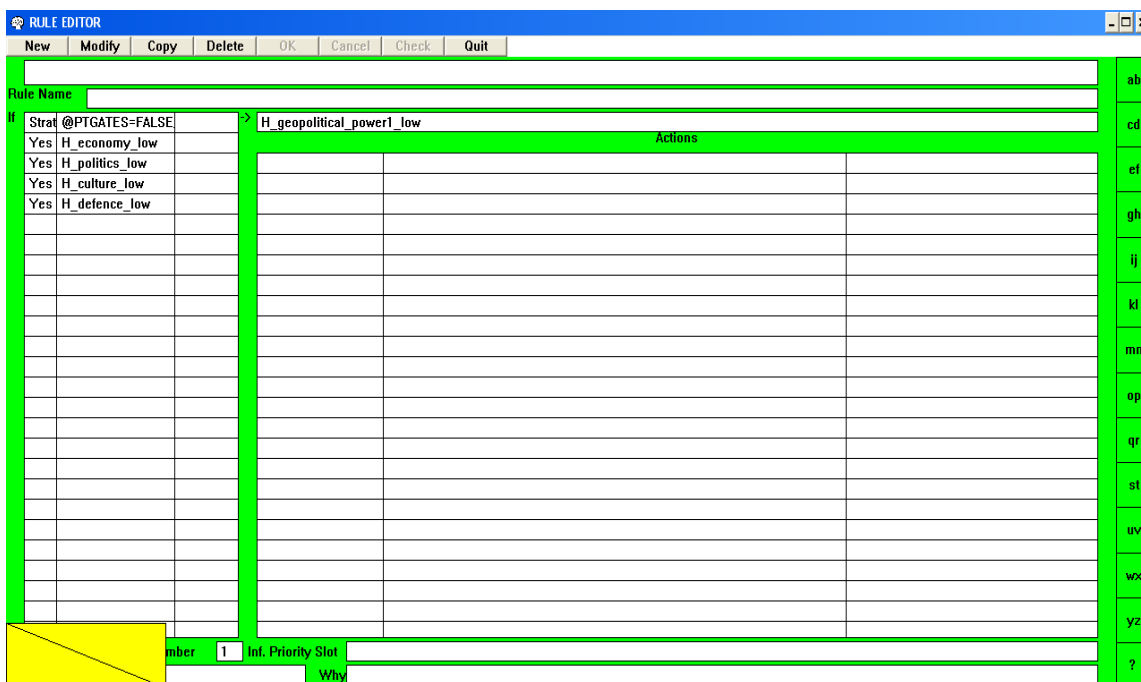 RULE EDITOR
New Modify Copy Delete OK Cancel Check Quit
Rule Name
If Strat @PTGATES=FALSE -> H_geopolitical_power1_low
Actions
Yes H_economy_low
Yes H_politics_low
Yes H_culture_low
Yes H_defence_low
mber 1 Inf. Priority Slot
Why
ab
cd
ef
gh
ij
kl
mn
op
qr
st
uv
wx
yz
?